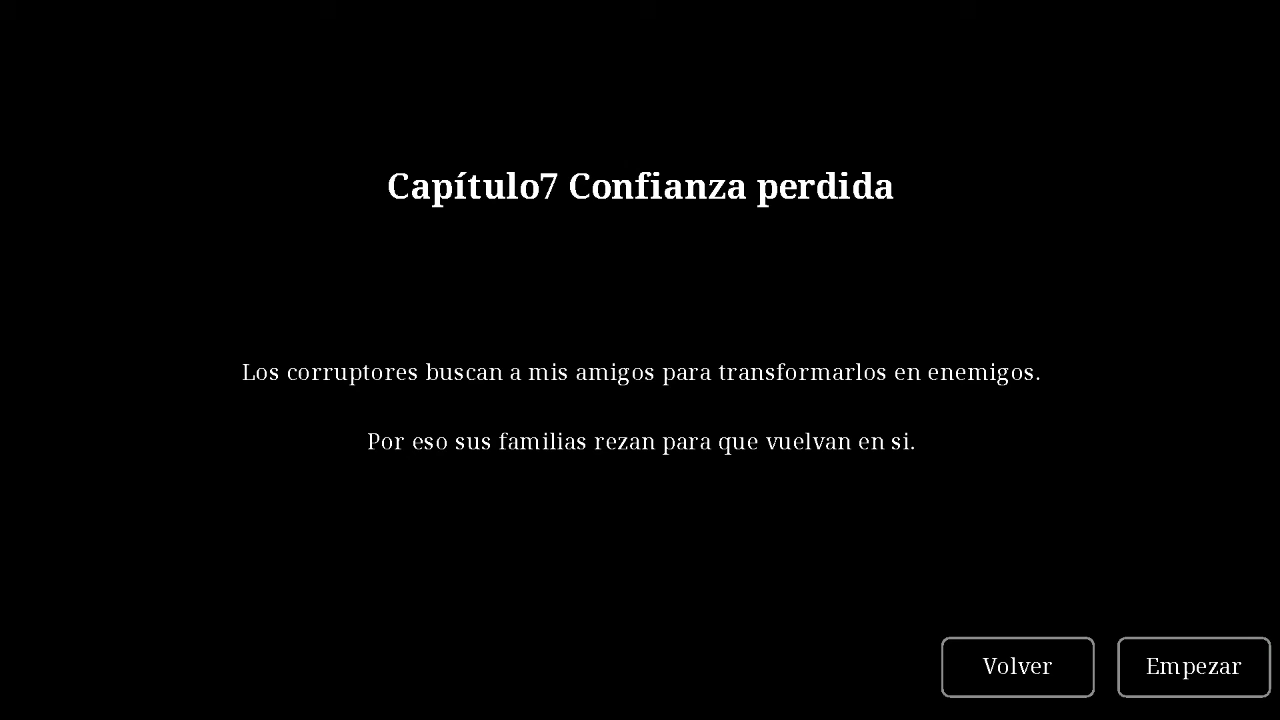 Capítulo7 Confianza perdida
Los corruptores buscan a mis amigos para transformarlos en enemigos.
Por eso sus familias rezan para que vuelvan en si.
Volver
Empezar